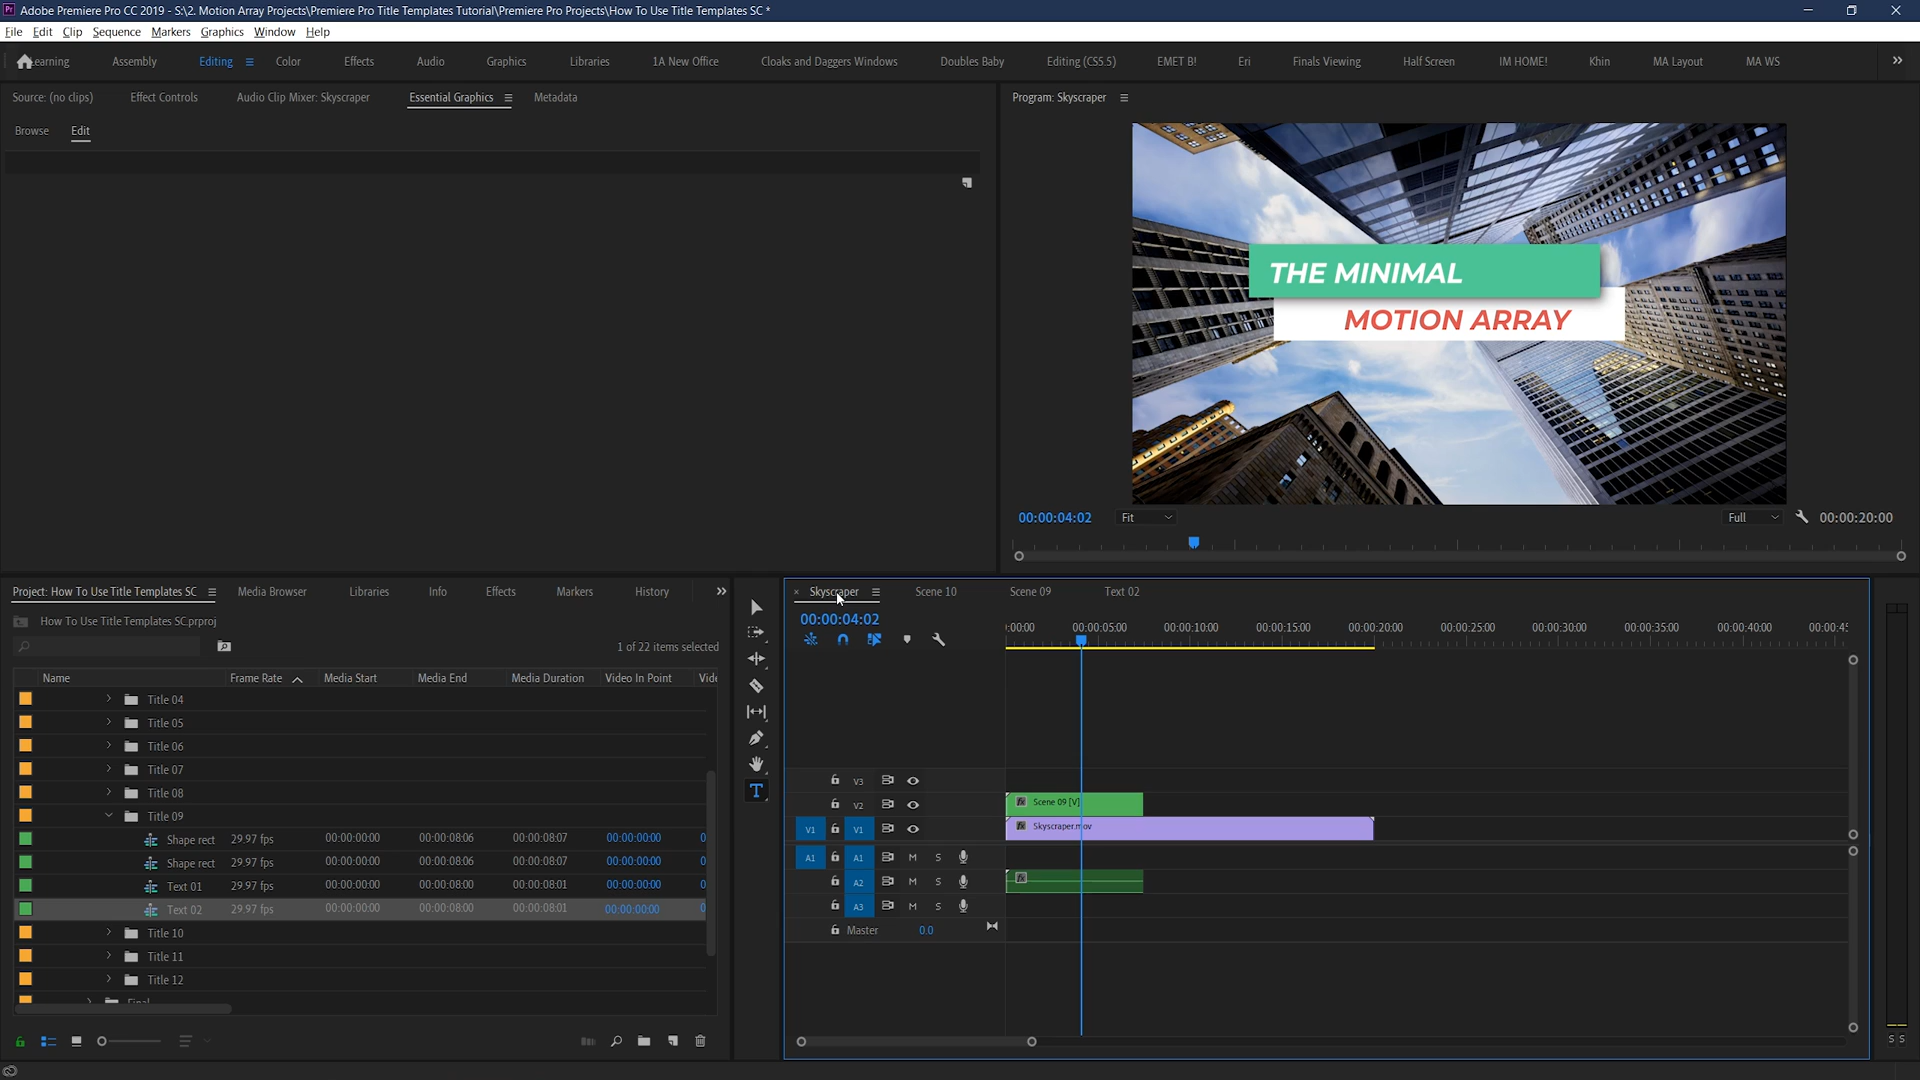 Adobe Premiere Pro CC 2019 - S:\2. Motion Array Projects\Premiere Pro Title Templates Tutorial\Premiere Pro Projects\How To Use Title Templates SC *
File Edit Clip Sequence Markers Graphics Window Help
Learning Assembly Editing Color Effects Audio Graphics Libraries 1A New Office Cloaks and Daggers Windows Doubles Baby Editing (CS5.5) EMET B! Eri Finals Viewing Half Screen IM HOME! Khin MA Layout MA WS
Source: (no clips) Effect Controls Audio Clip Mixer: Skyscraper Essential Graphics Metadata
Program: Skyscraper
Browse Edit
THE MINIMAL
MOTION ARRAY
00:00:04:02 Fit Full 00:00:20:00
Project: How To Use Title Templates SC Media Browser Libraries Info Effects Markers History
How To Use Title Templates SC.prproj
1 of 22 items selected
Name Frame Rate Media Start Media End Media Duration Video In Point
Title 04
Title 05
Title 06
Title 07
Title 08
Title 09
Shape rect 29.97 fps 00:00:00:00 00:00:08:06 00:00:08:07 00:00:00:00 0
Shape rect 29.97 fps 00:00:00:00 00:00:08:06 00:00:08:07 00:00:00:00 0
Text 01 29.97 fps 00:00:00:00 00:00:08:00 00:00:08:01 00:00:00:00 0
Text 02 29.97 fps 00:00:00:00 00:00:08:00 00:00:08:01 00:00:00:00 0
Title 10
Title 11
Title 12
Final
Skyscraper Scene 10 Scene 09 Text 02
00:00:04:02
:00:00 00:00:05:00 00:00:10:00 00:00:15:00 00:00:20:00 00:00:25:00 00:00:30:00 00:00:35:00 00:00:40:00 00:00:45
V3
V2 Scene 09 [V]
V1 V1 Skyscraper.mov
A1 A1 M S
A2 M S
A3 M S
Master 0.0
S S